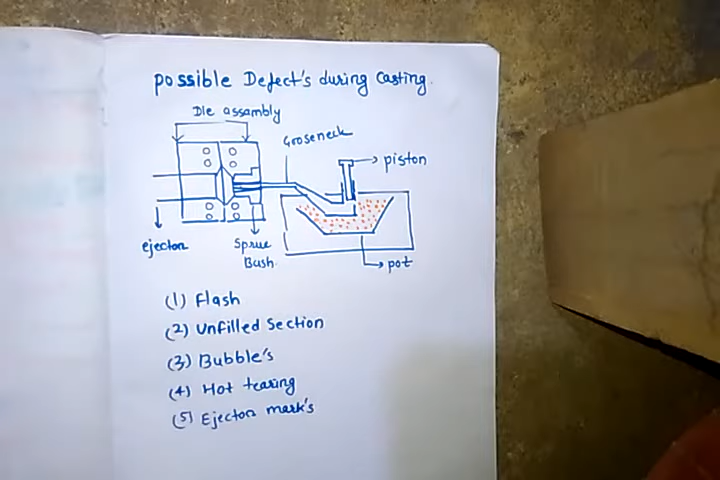 possible Defect's during Casting.
Die assambly
Groseneck
piston
ejector
Sprue
Bush.
pot
(1) Flash
(2) Unfilled Section
(3) Bubble's
(4) Hot tearing
(5) Ejector mark's